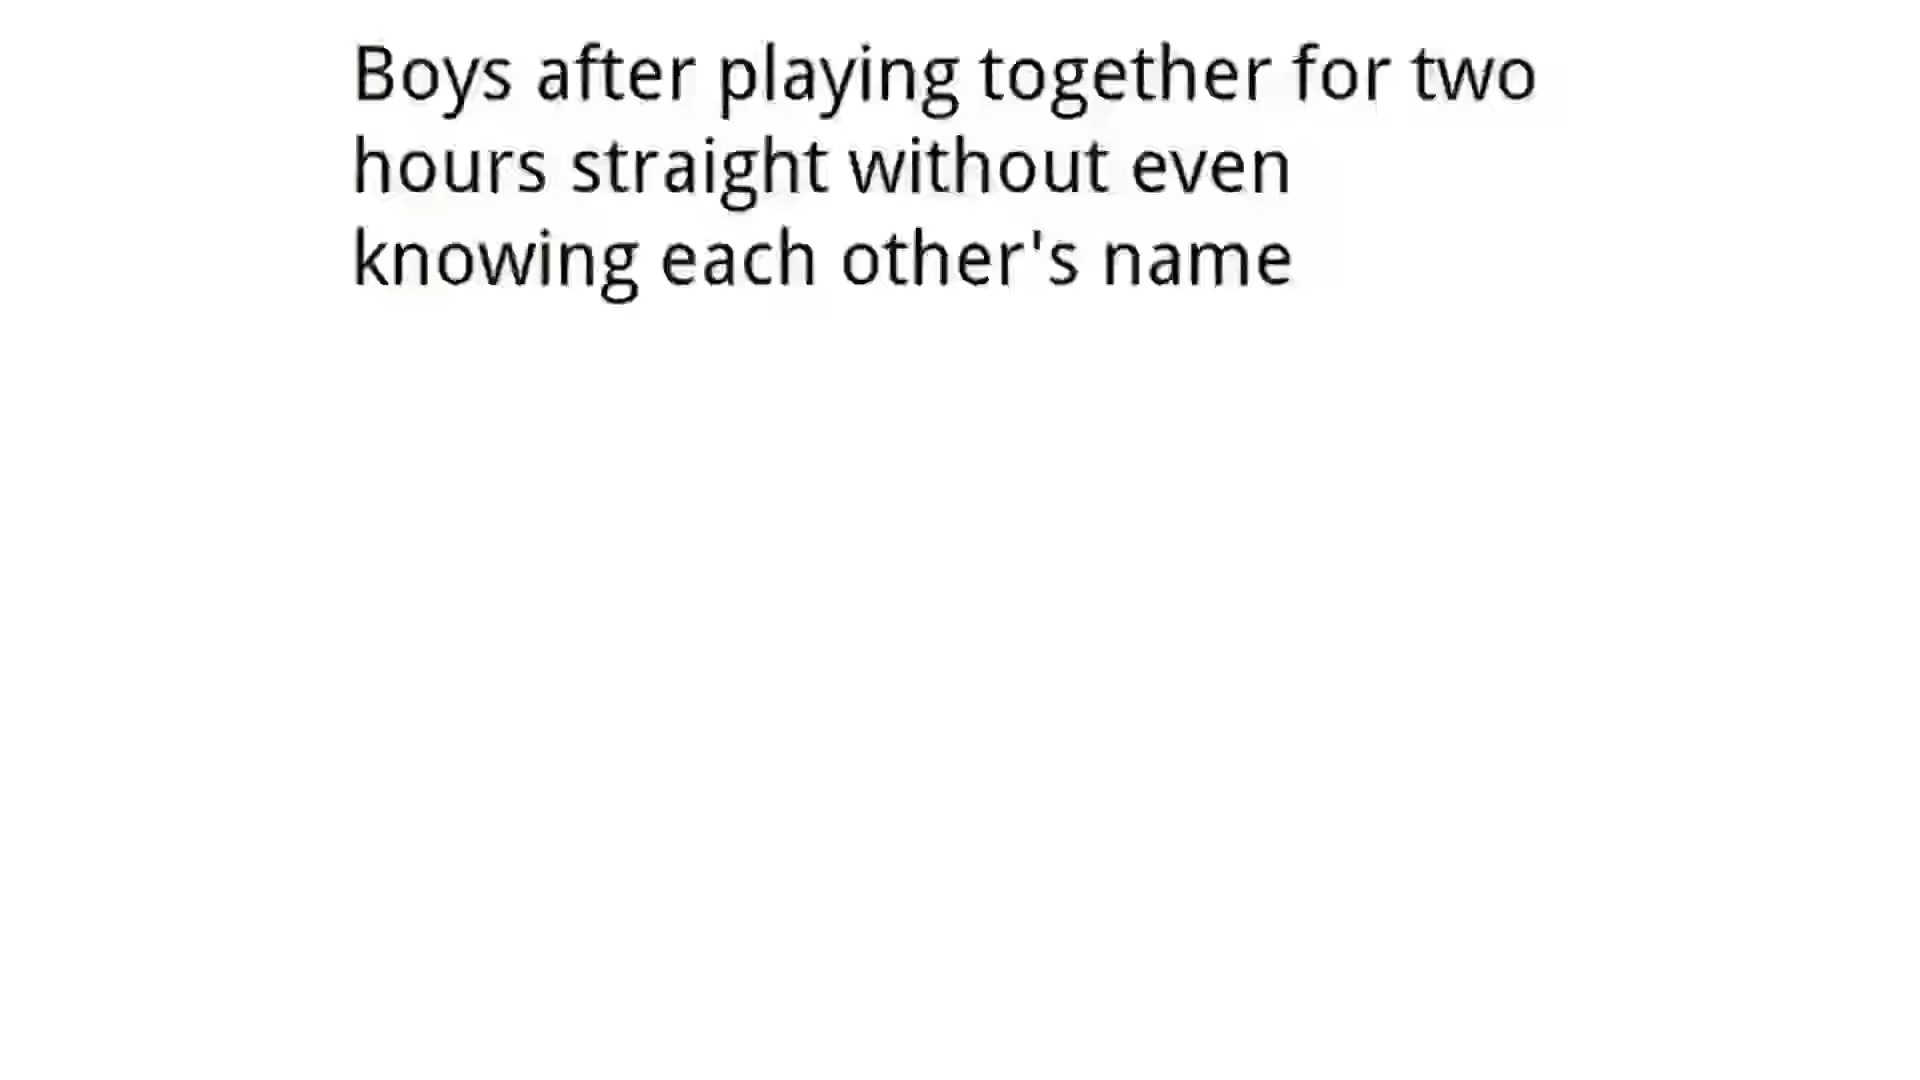 Boys after playing together for two
hours straight without even
knowing each other's name